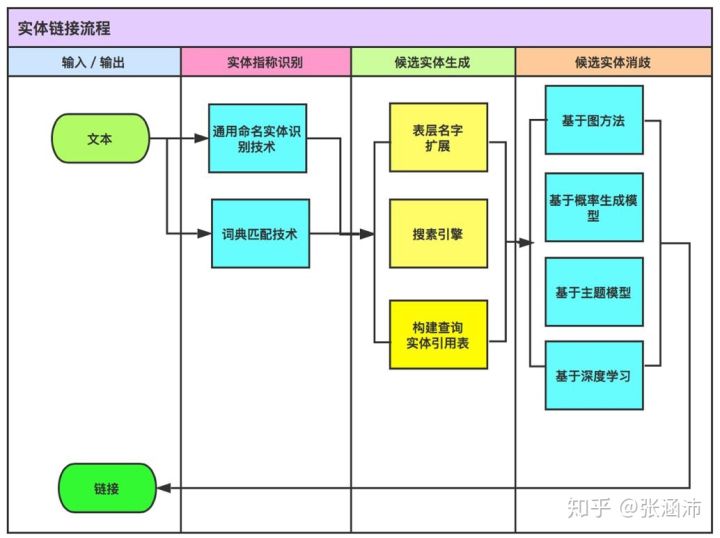 实体链接流程
输入 / 输出
实体指称识别
候选实体生成
候选实体消歧
文本
通用命名实体识
别技术
词典匹配技术
表层名字
扩展
搜素引擎
构建查询
实体引用表
基于图方法
基于概率生成模
型
基于主题模型
基于深度学习
链接
知乎 @张涵沛